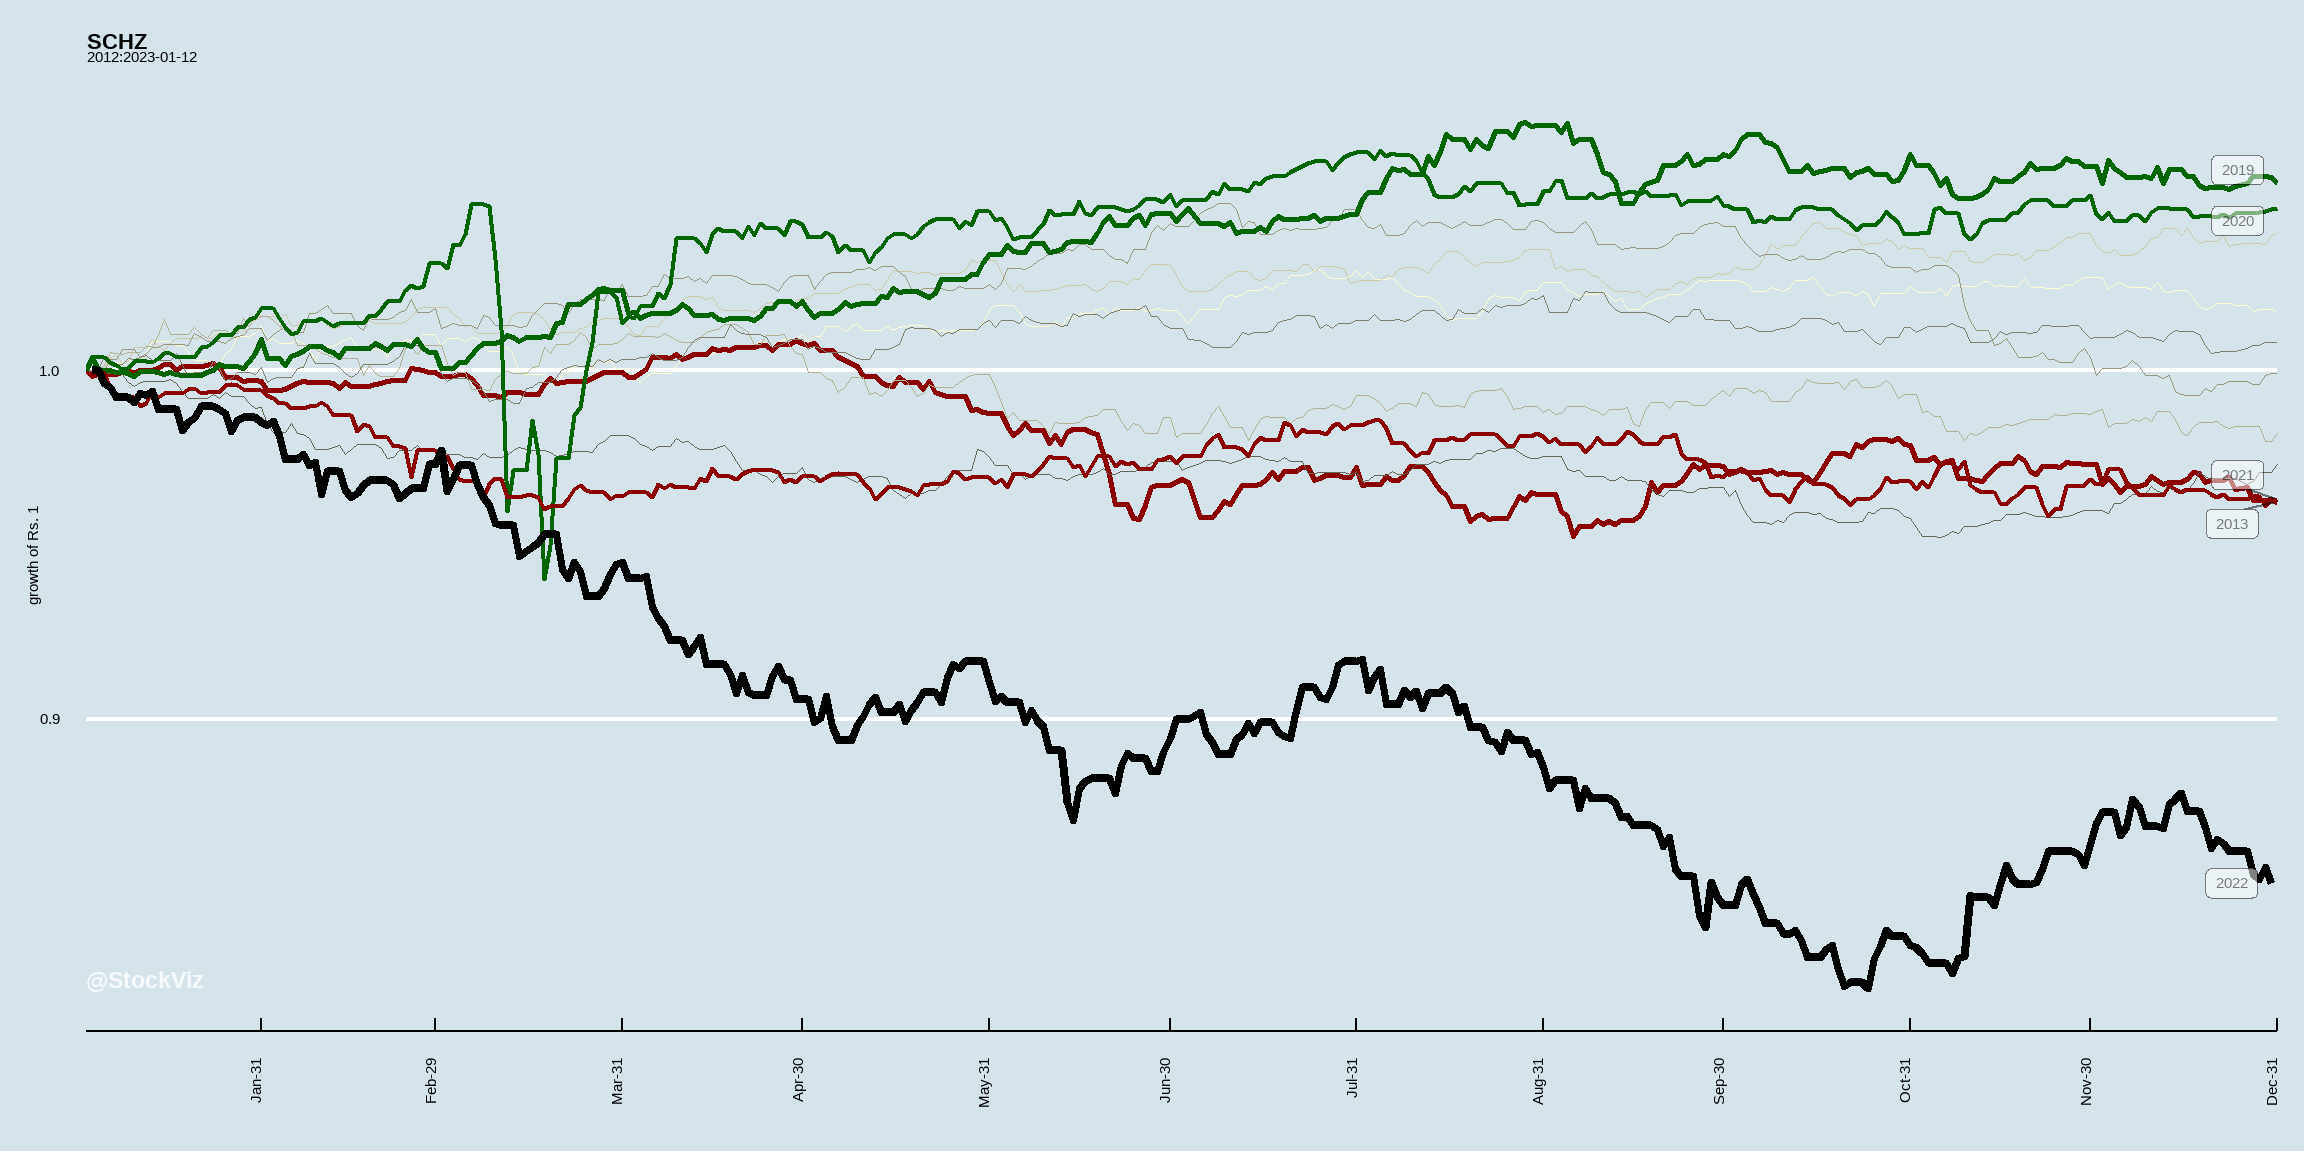 SCHZ
2012:2023-01-12
2019
2020
1.0
2021
growth of Rs. 1
2013
0.9
2022
@StockViz
Jan-31
Feb-29
Mar-31
Apr-30
May-31
Jun-30
Jul-31
Aug-31
Sep-30
Oct-31
Nov-30
Dec-31